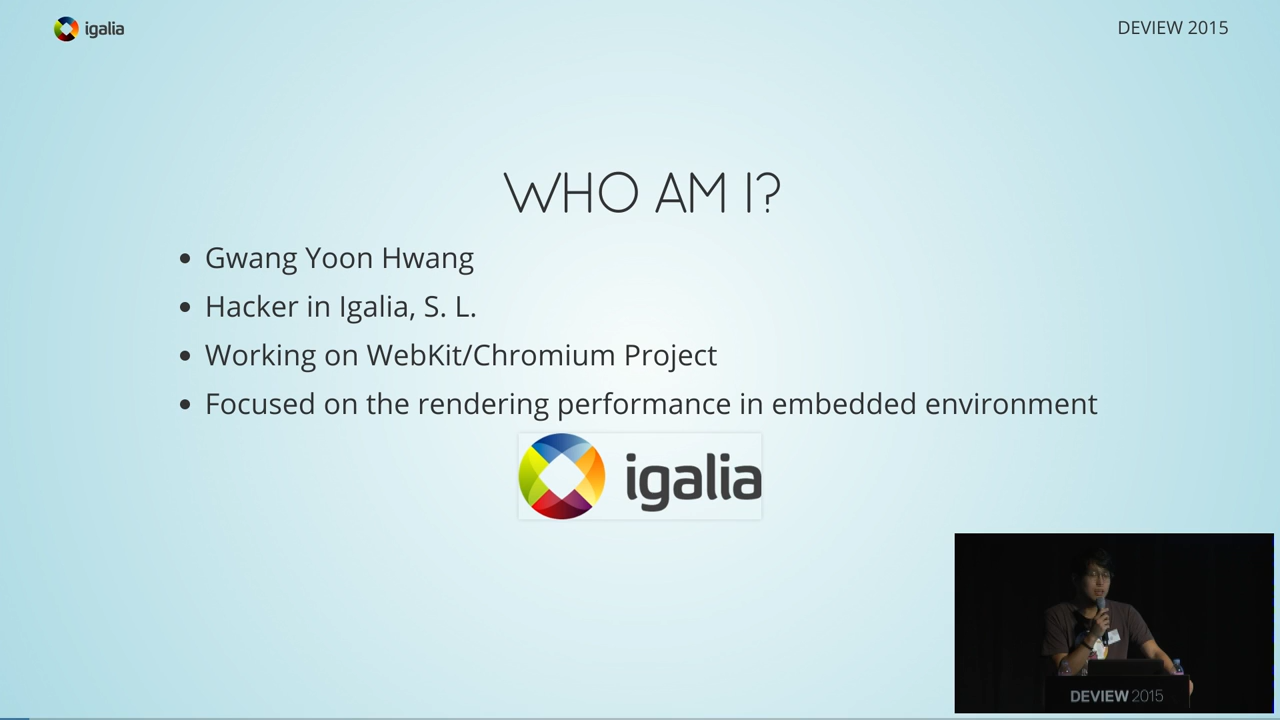 igalia
DEVIEW 2015
WHO AM I?
Gwang Yoon Hwang
Hacker in Igalia, S. L.
Working on WebKit/Chromium Project
Focused on the rendering performance in embedded environment
igalia
DEVIEW 2015